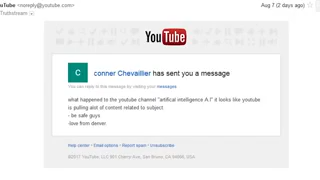 uTube <noreply@youtube.com>
Aug 7 (2 days ago)
Truthstream
You Tube
C
conner Chevaillier has sent you a message
You can reply to this message by visiting your messages.
what happened to the youtube channel "artifical intelligence A.I" it looks like youtube
is pulling alot of content related to subject
- be safe guys
-love from denver
Help center • Email options • Report spam • Unsubscribe
©2017 YouTube, LLC 901 Cherry Ave, San Bruno, CA 94066, USA